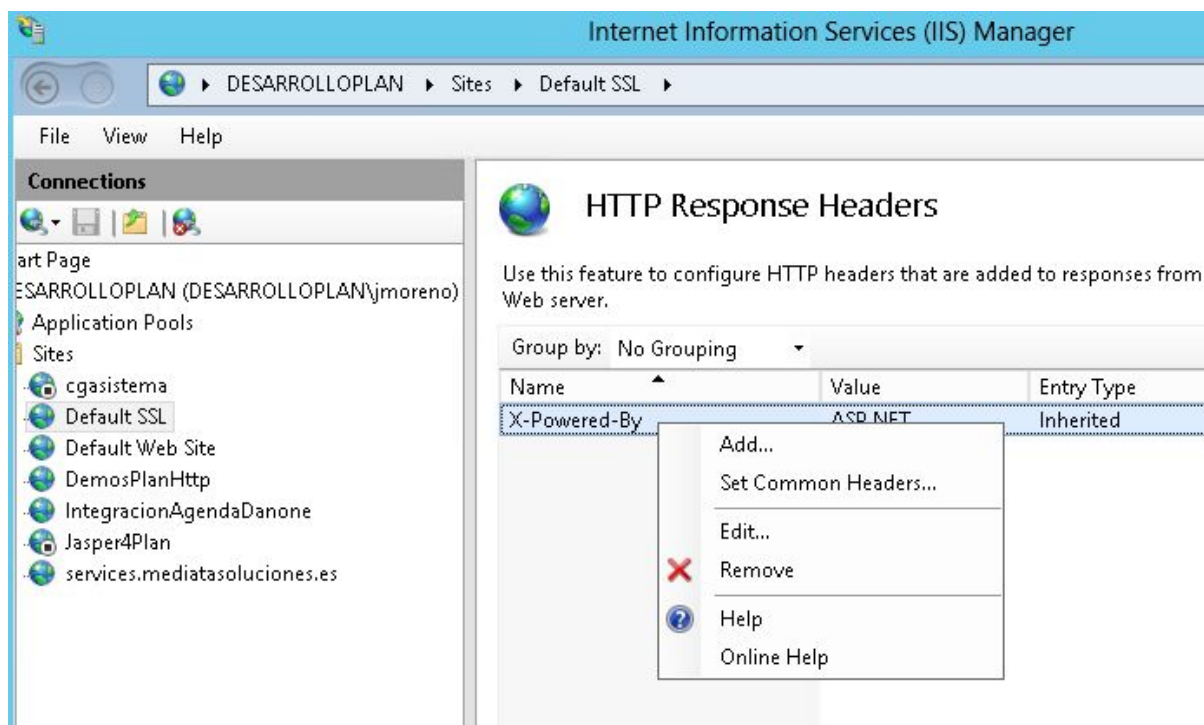 Internet Information Services (IIS) Manager
DESARROLLOPLAN Sites Default SSL
File View Help
Connections
art Page
ESARROLLOPLAN (DESARROLLOPLAN\jmoreno)
Application Pools
Sites
cgasistema
Default SSL
Default Web Site
DemosPlanHttp
IntegracionAgendaDanone
Jasper4Plan
services.mediatasoluciones.es
HTTP Response Headers
Use this feature to configure HTTP headers that are added to responses from
Web server.
Group by: No Grouping
Name Value Entry Type
X-Powered-By ASP.NET Inherited
Add...
Set Common Headers...
Edit...
Remove
Help
Online Help